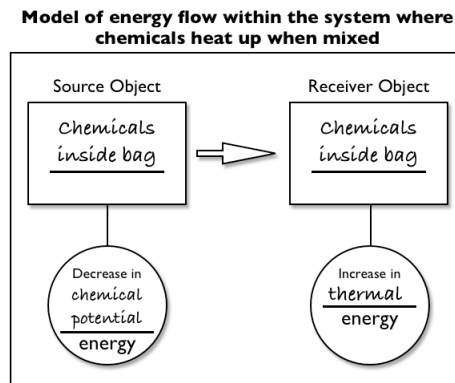 Model of energy flow within the system where
chemicals heat up when mixed
Source Object
Chemicals
inside bag
Receiver Object
Chemicals
inside bag
Decrease in
chemical
potential
energy
Increase in
thermal
energy